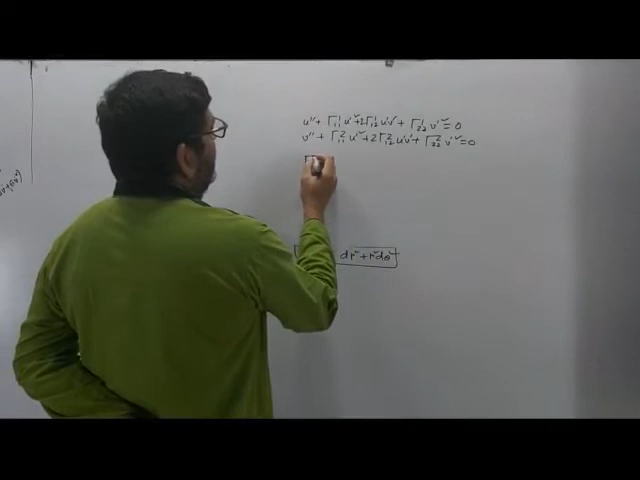 u'' + Γ¹₁₁ u'² + 2Γ¹₁₂ u'v' + Γ¹₂₂ v'² = 0
v'' + Γ²₁₁ u'² + 2Γ²₁₂ u'v' + Γ²₂₂ v'² = 0
Γ
dr² + r²dθ²